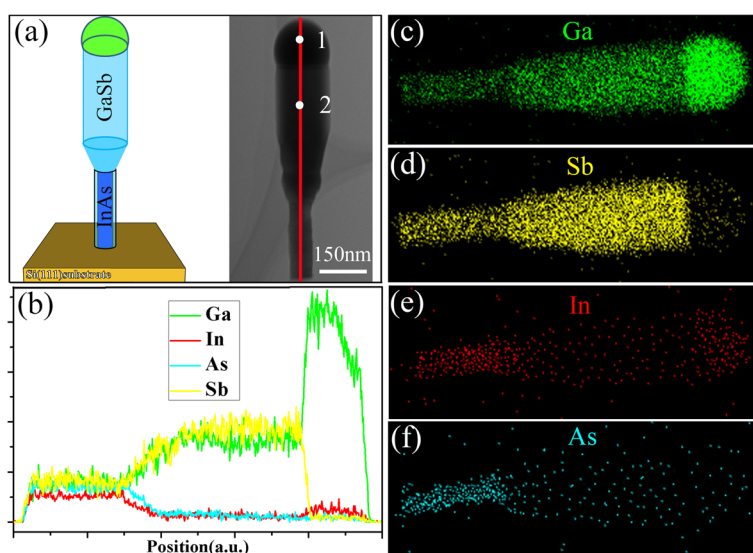 (a)
GaSb
InAs
Si(111)substrate
1
2
150nm
(b)
Ga
In
As
Sb
Position(a.u.)
(c)
Ga
(d)
Sb
(e)
In
(f)
As